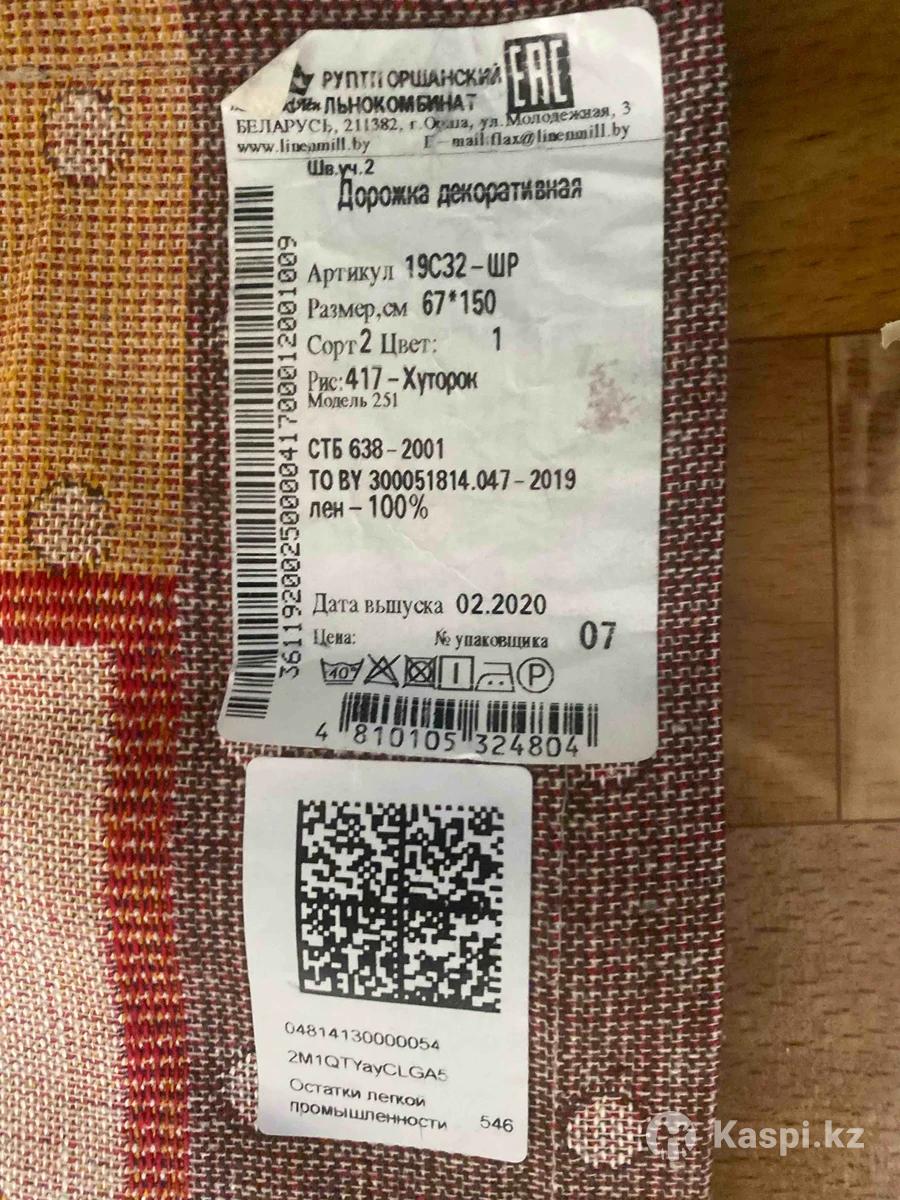 РУПТП ОРШАНСКИЙ
ЛЬНОКОМБИНАТ
EAC
БЕЛАРУСЬ, 211382, г. Орша, ул. Молодежная, 3
www.linenmill.by E-mail:flax@linenmill.by
Шв.уч.2
Дорожка декоративная
Артикул 19С32-ШР
Размер,см 67*150
Сорт 2 Цвет: 1
Рис: 417-Хуторок
Модель 251
СТБ 638-2001
ТО BY 300051814.047-2019
лен-100%
Дата выпуска 02.2020
Цена: № упаковщика 07
40° P
4 810105 324804
3611920025000041700012001009
04814130000054
2M1QTYayCLGA5
Остатки легкой
промышленности 546
Kaspi.kz